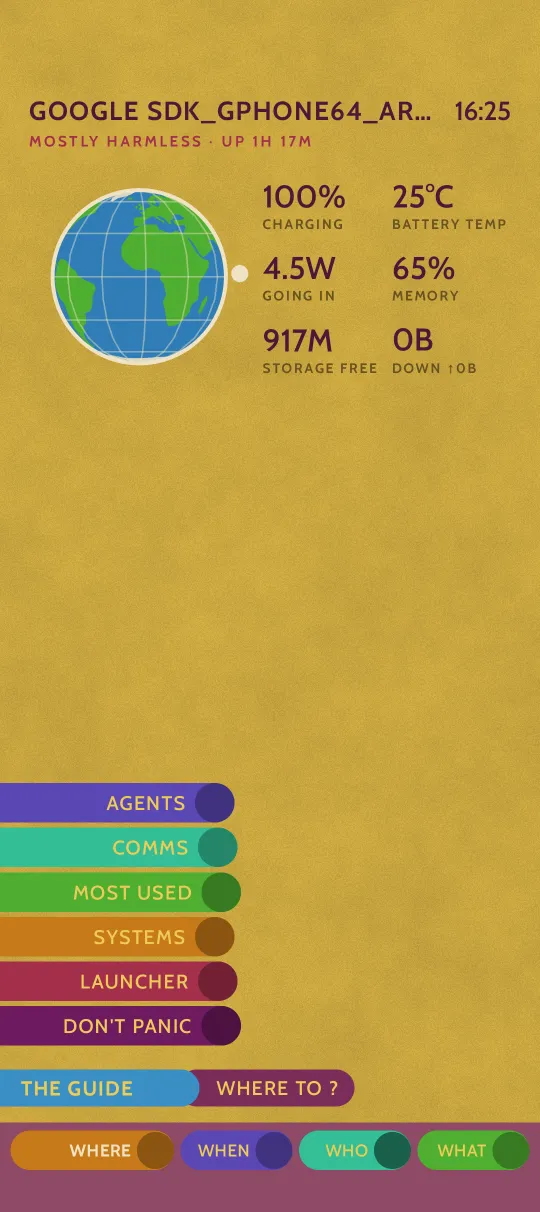 GOOGLE SDK_GPHONE64_AR... 16:25
MOSTLY HARMLESS · UP 1H 17M
100% 25°C
CHARGING BATTERY TEMP
4.5W 65%
GOING IN MEMORY
917M 0B
STORAGE FREE DOWN ↑0B
AGENTS
COMMS
MOST USED
SYSTEMS
LAUNCHER
DON'T PANIC
THE GUIDE WHERE TO ?
WHERE WHEN WHO WHAT